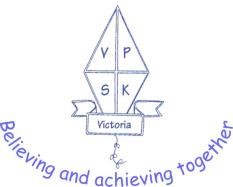 V P
S K
Victoria
Believing and achieving together